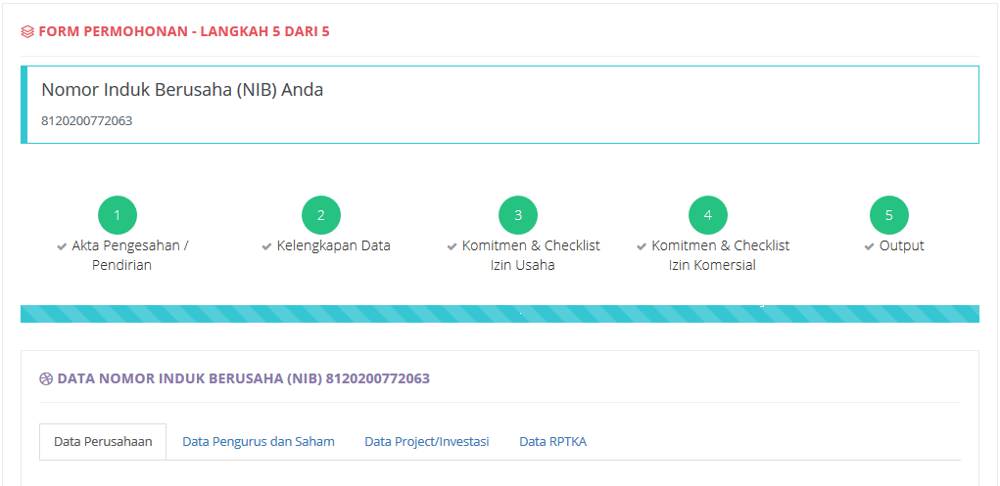 FORM PERMOHONAN - LANGKAH 5 DARI 5
Nomor Induk Berusaha (NIB) Anda
8120200772063
1
2
3
4
5
Akta Pengesahan /
Pendirian
Kelengkapan Data
Komitmen & Checklist
Izin Usaha
Komitmen & Checklist
Izin Komersial
Output
DATA NOMOR INDUK BERUSAHA (NIB) 8120200772063
Data Perusahaan
Data Pengurus dan Saham
Data Project/Investasi
Data RPTKA